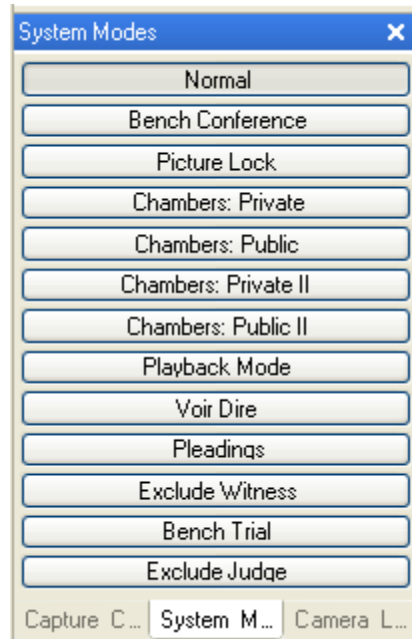 System Modes
Normal
Bench Conference
Picture Lock
Chambers: Private
Chambers: Public
Chambers: Private II
Chambers: Public II
Playback Mode
Voir Dire
Pleadings
Exclude Witness
Bench Trial
Exclude Judge
Capture C... System M... Camera L...